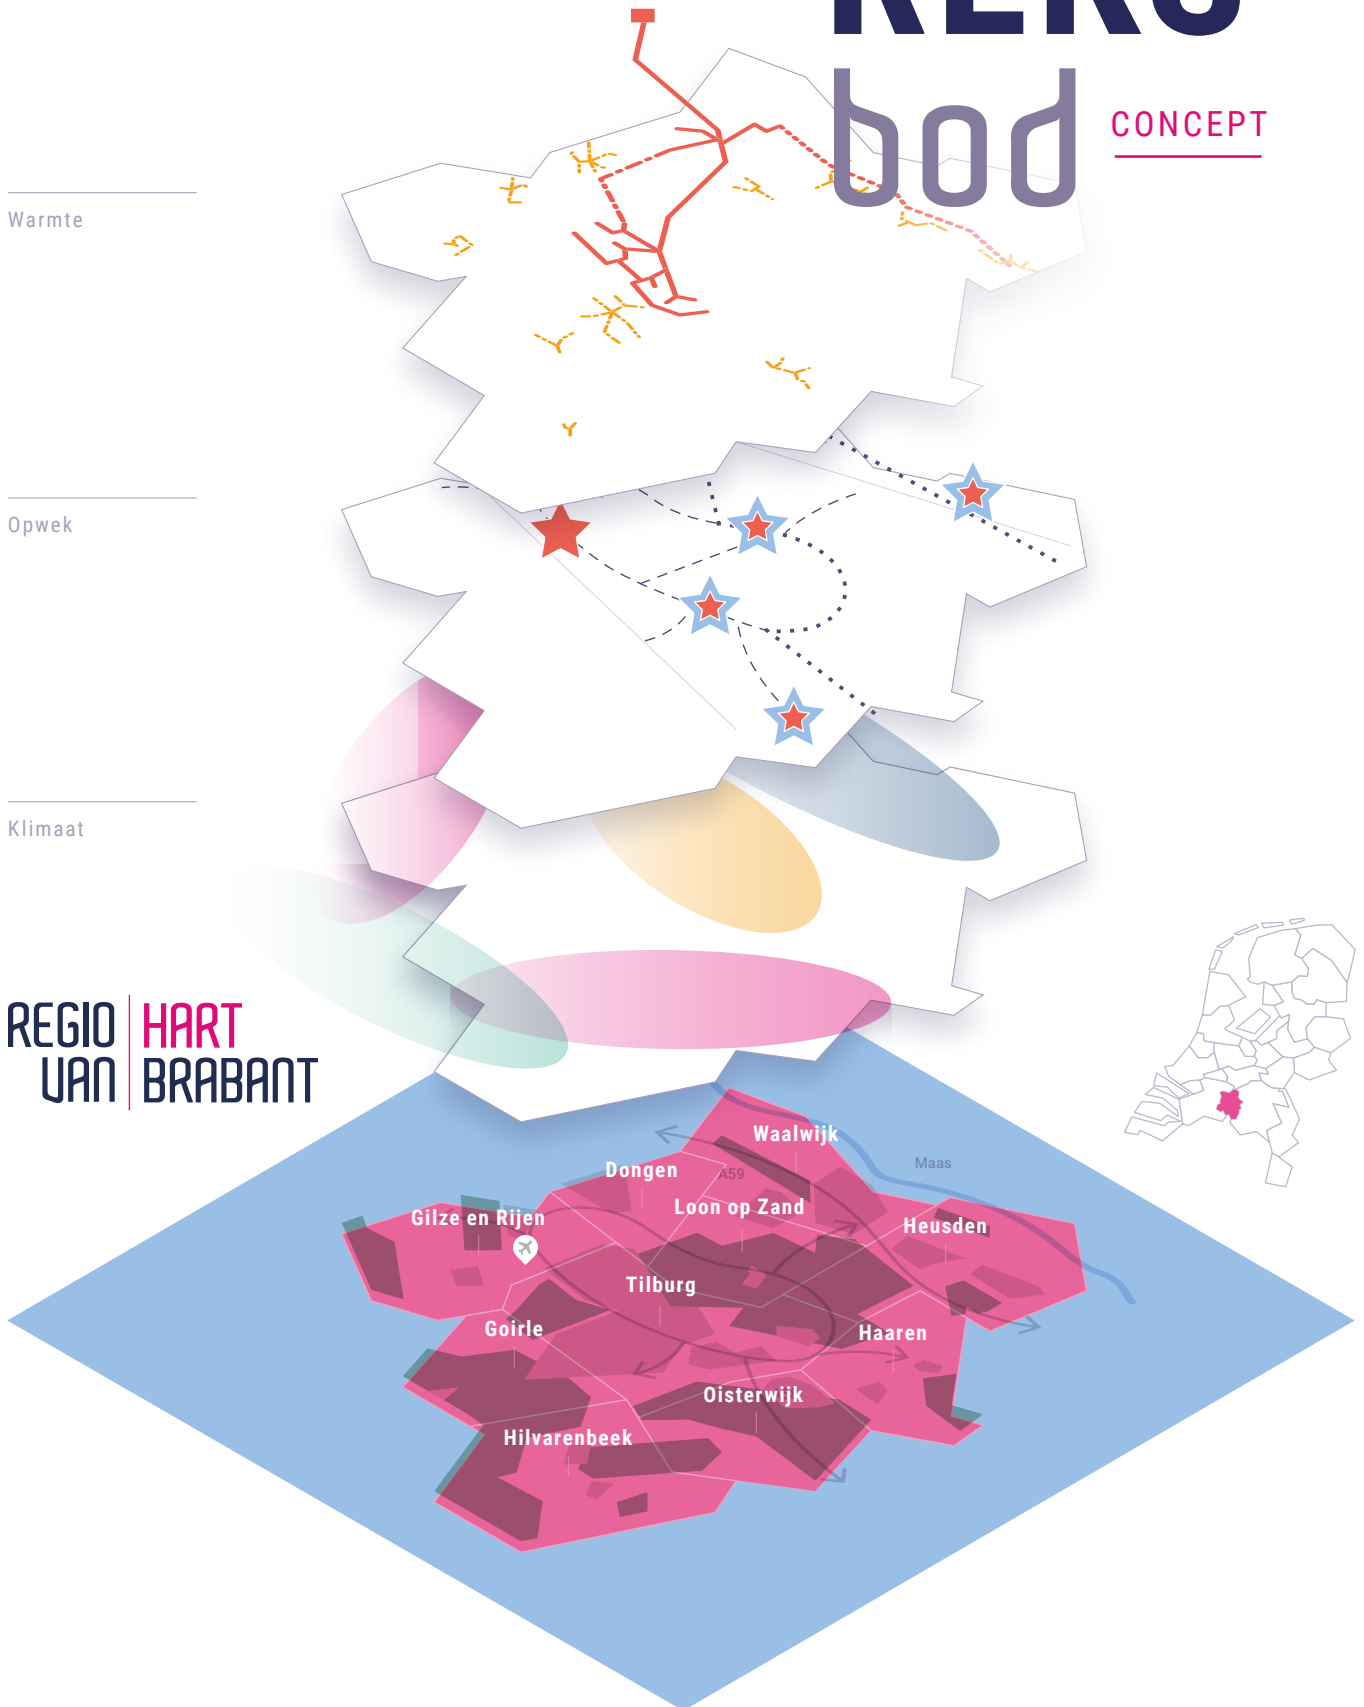 REKS
bod
CONCEPT
Warmte
Opwek
Klimaat
REGIO HART
VAN BRABANT
Waalwijk
Maas
Dongen
A59
Loon op Zand
Gilze en Rijen
Heusden
Tilburg
Goirle
Haaren
Oisterwijk
Hilvarenbeek